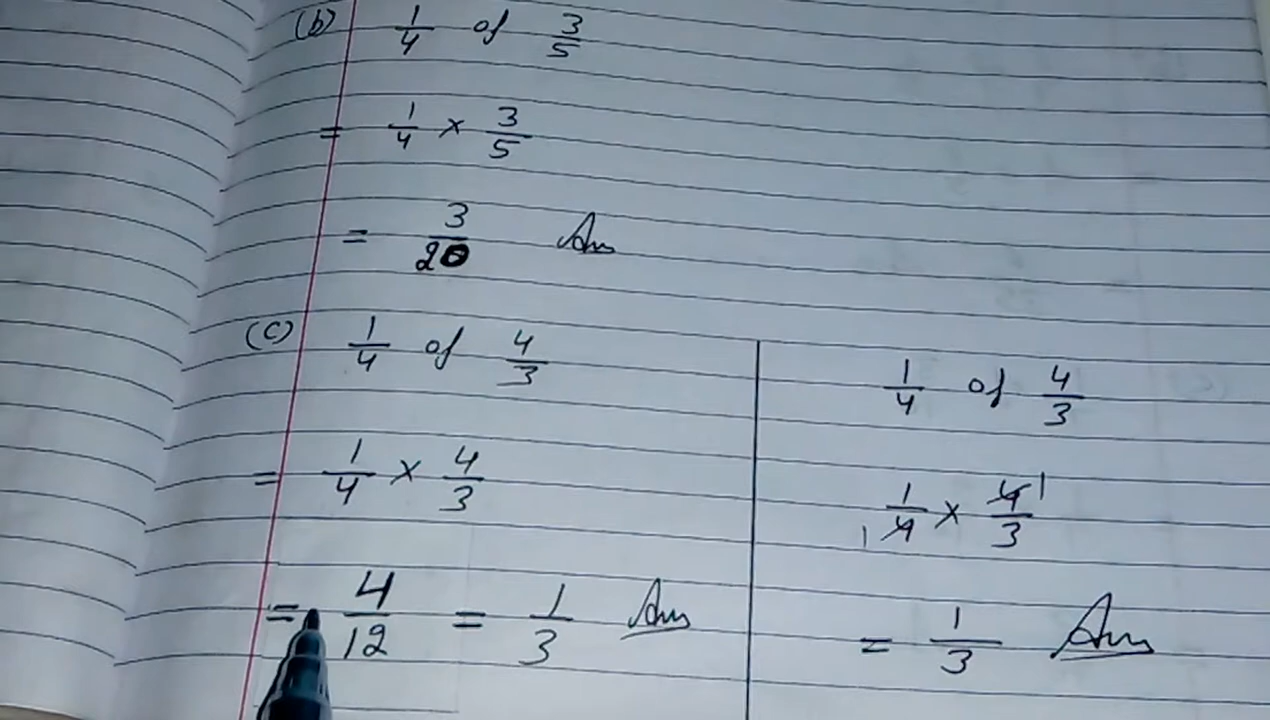 (b) 1/4 of 3/5
= 1/4 × 3/5
= 3/20 Ans
(c) 1/4 of 4/3
= 1/4 × 4/3
= 4/12 = 1/3 Ans
1/4 of 4/3
1/4 1 × 4/3 1
= 1/3 Ans